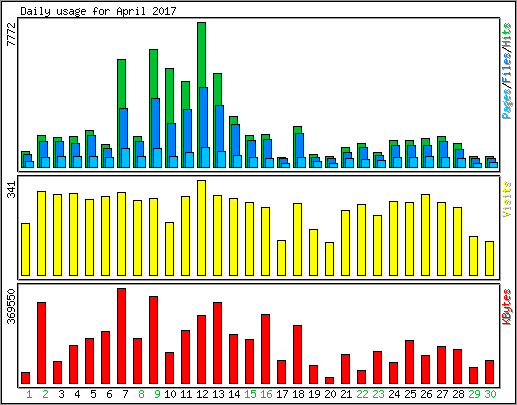 Daily usage for April 2017
7772
Pages/Files/Hits
341
Visits
369550
KBytes
1 2 3 4 5 6 7 8 9 10 11 12 13 14 15 16 17 18 19 20 21 22 23 24 25 26 27 28 29 30